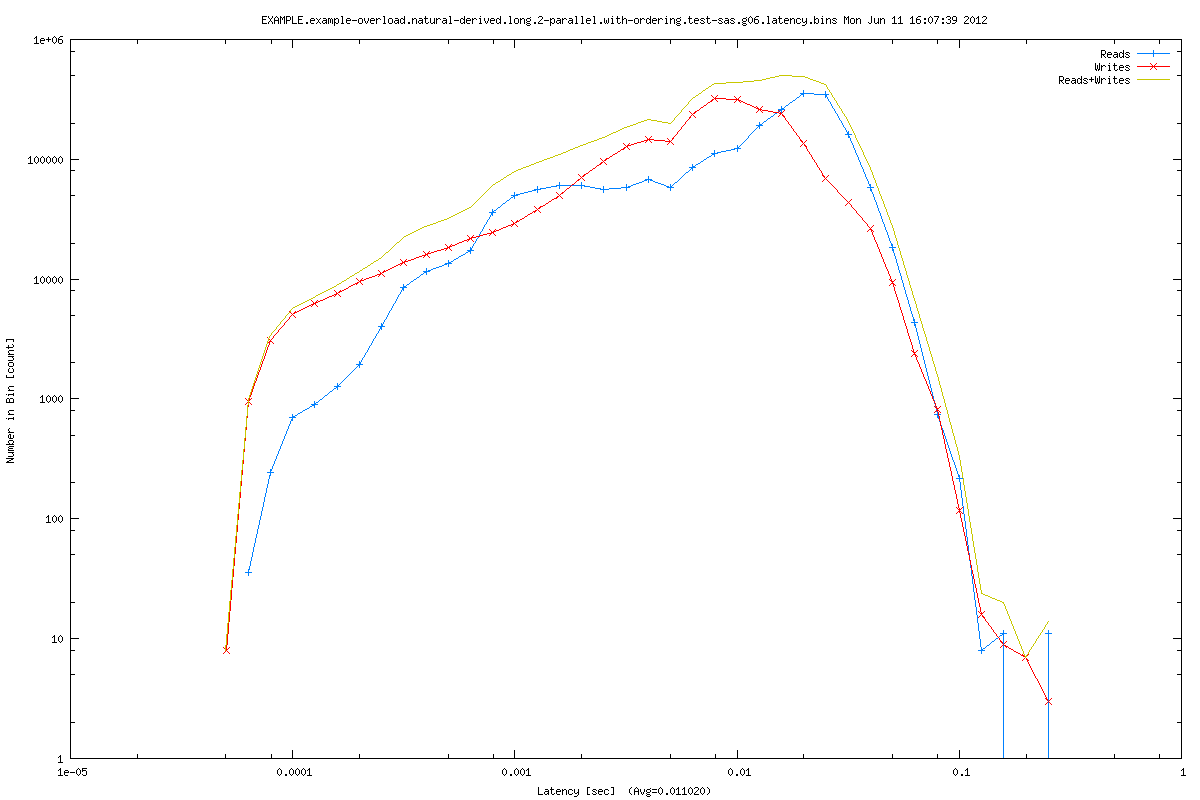 EXAMPLE.example-overload.natural-derived.long.2-parallel.with-ordering.test-sas.g06.latency.bins Mon Jun 11 16:07:39 2012
Reads
Writes
Reads+Writes
1e+06
100000
10000
1000
100
10
1
Number in Bin [count]
1e-05 0.0001 0.001 0.01 0.1 1
Latency [sec] (Avg=0.011020)